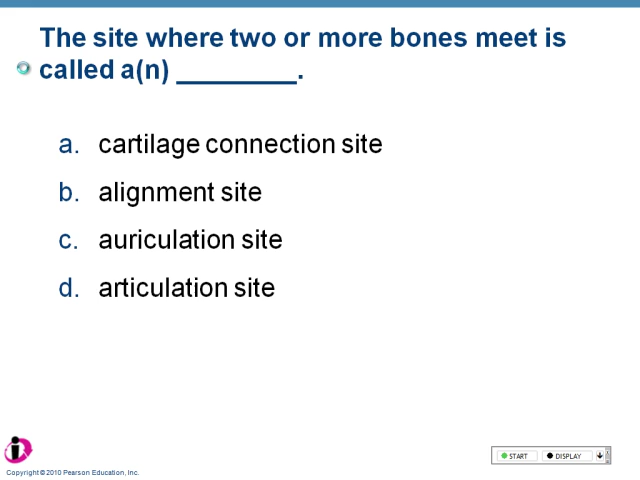 The site where two or more bones meet is
called a(n) ________.
a. cartilage connection site
b. alignment site
c. auriculation site
d. articulation site
Copyright © 2010 Pearson Education, Inc.
START DISPLAY